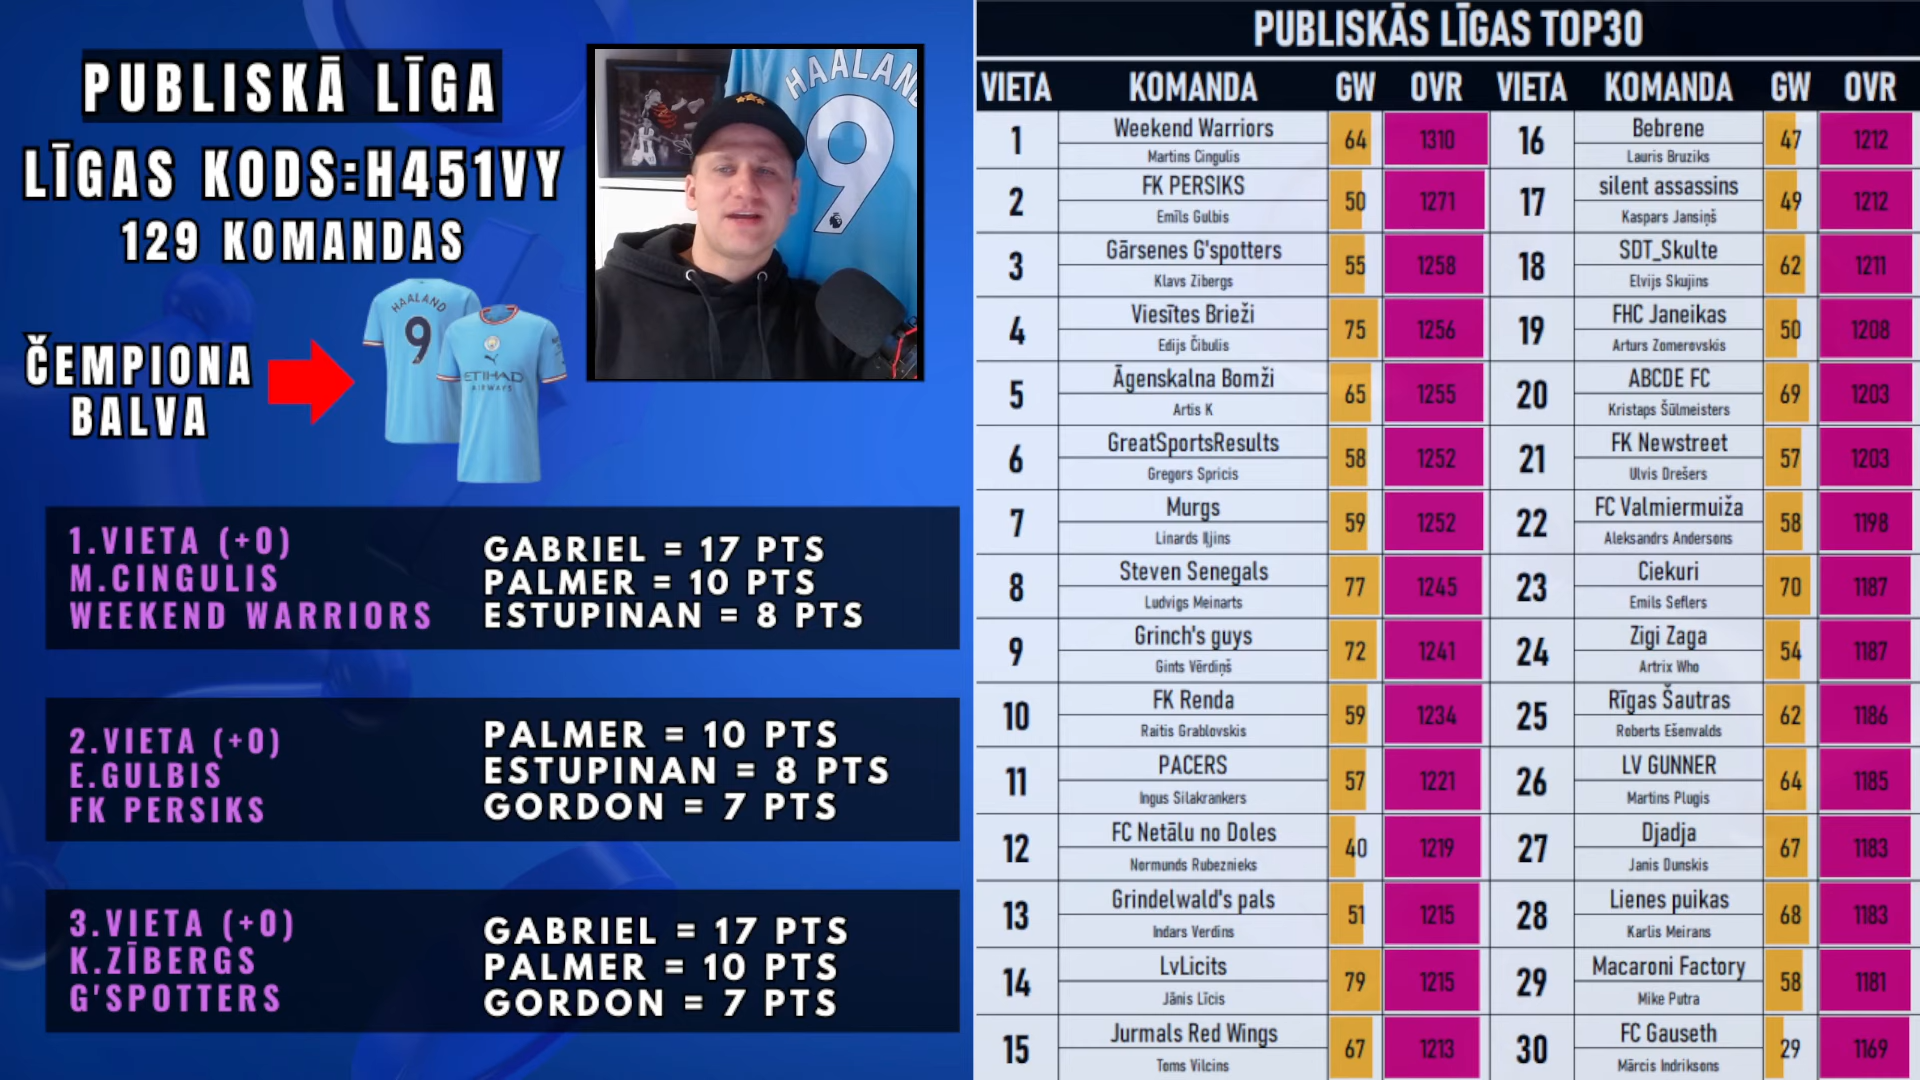 PUBLISKĀ LĪGA
LĪGAS KODS:H451VY
129 KOMANDAS
HAALAN
9
HAALAND
9
ETIHAD
AIRWAYS
ČEMPIONA
BALVA
1.VIETA (+0)
M.CINGULIS
WEEKEND WARRIORS
GABRIEL = 17 PTS
PALMER = 10 PTS
ESTUPINAN = 8 PTS
2.VIETA (+0)
E.GULBIS
FK PERSIKS
PALMER = 10 PTS
ESTUPINAN = 8 PTS
GORDON = 7 PTS
3.VIETA (+0)
K.ZĪBERGS
G'SPOTTERS
GABRIEL = 17 PTS
PALMER = 10 PTS
GORDON = 7 PTS
PUBLISKĀS LĪGAS TOP30
VIETA KOMANDA GW OVR VIETA KOMANDA GW OVR
1 Weekend Warriors 64 1310 16 Bebrene 47 1212
Martins Cingulis Lauris Bruziks
2 FK PERSIKS 50 1271 17 silent assassins 49 1212
Emīls Gulbis Kaspars Jansiņš
3 Gārsenes G'spotters 55 1258 18 SDT_Skulte 62 1211
Klavs Zibergs Elvijs Skujins
4 Viesītes Brieži 75 1256 19 FHC Janeikas 50 1208
Edijs Čibulis Arturs Zomerovskis
5 Āgenskalna Bomži 65 1255 20 ABCDE FC 69 1203
Artis K Kristaps Šūlmeisters
6 GreatSportsResults 58 1252 21 FK Newstreet 57 1203
Gregors Spricis Ulvis Drešers
7 Murgs 59 1252 22 FC Valmiermuiža 58 1198
Linards Iļjins Aleksandrs Andersons
8 Steven Senegals 77 1245 23 Ciekuri 70 1187
Ludvigs Meinarts Emils Seflers
9 Grinch's guys 72 1241 24 Zigi Zaga 54 1187
Gints Vērdiņš Artrix Who
10 FK Renda 59 1234 25 Rīgas Šautras 62 1186
Raitis Grablovskis Roberts Ešenvalds
11 PACERS 57 1221 26 LV GUNNER 64 1185
Ingus Silakrankers Martins Plugis
12 FC Netālu no Doles 40 1219 27 Djadja 67 1183
Normunds Rubeznieks Janis Dunskis
13 Grindelwald's pals 51 1215 28 Lienes puikas 68 1183
Indars Verdins Karlis Meirans
14 LvLicits 79 1215 29 Macaroni Factory 58 1181
Jānis Līcis Mike Putra
15 Jurmals Red Wings 67 1213 30 FC Gauseth 29 1169
Toms Vilcins Mārcis Indriksons